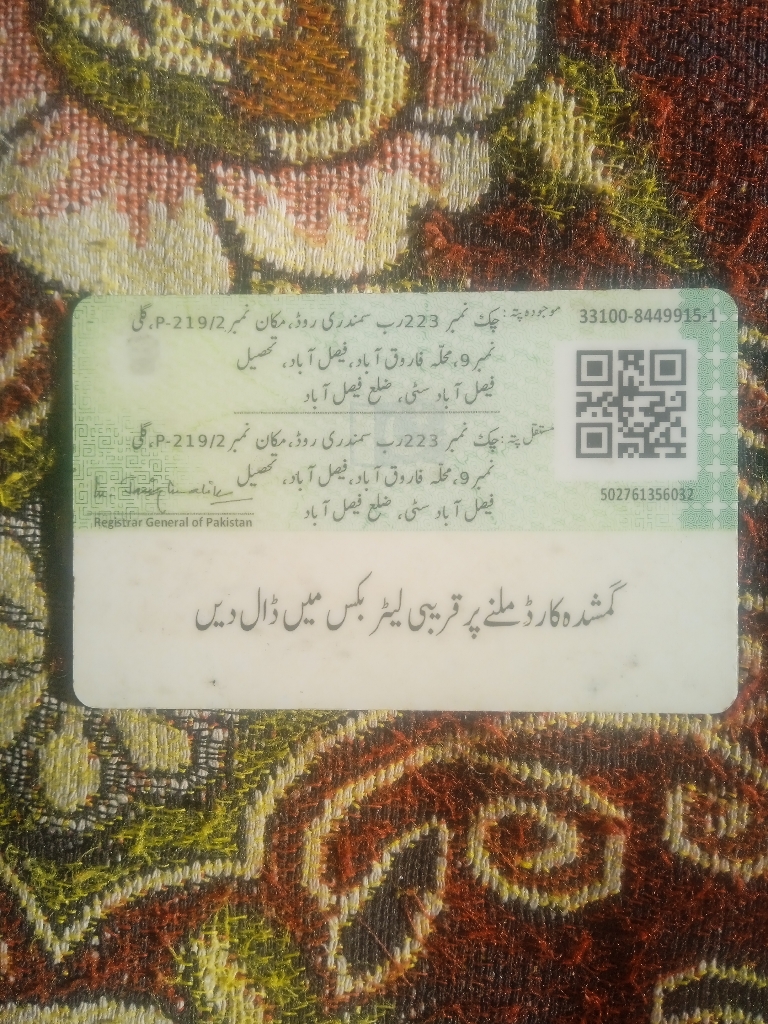 33100-8449915-1
موجودہ پتہ: چک نمبر 223رب سمندری روڈ، مکان نمبر P-219/2، گلی
نمبر 9، محلّہ فاروق آباد، فیصل آباد، تحصیل
فیصل آباد سٹی، ضلع فیصل آباد
مستقل پتہ: چک نمبر 223رب سمندری روڈ، مکان نمبر P-219/2، گلی
نمبر 9، محلّہ فاروق آباد، فیصل آباد، تحصیل
فیصل آباد سٹی، ضلع فیصل آباد
502761356032
Registrar General of Pakistan
گمشدہ کارڈ ملنے پر قریبی لیٹر بکس میں ڈال دیں